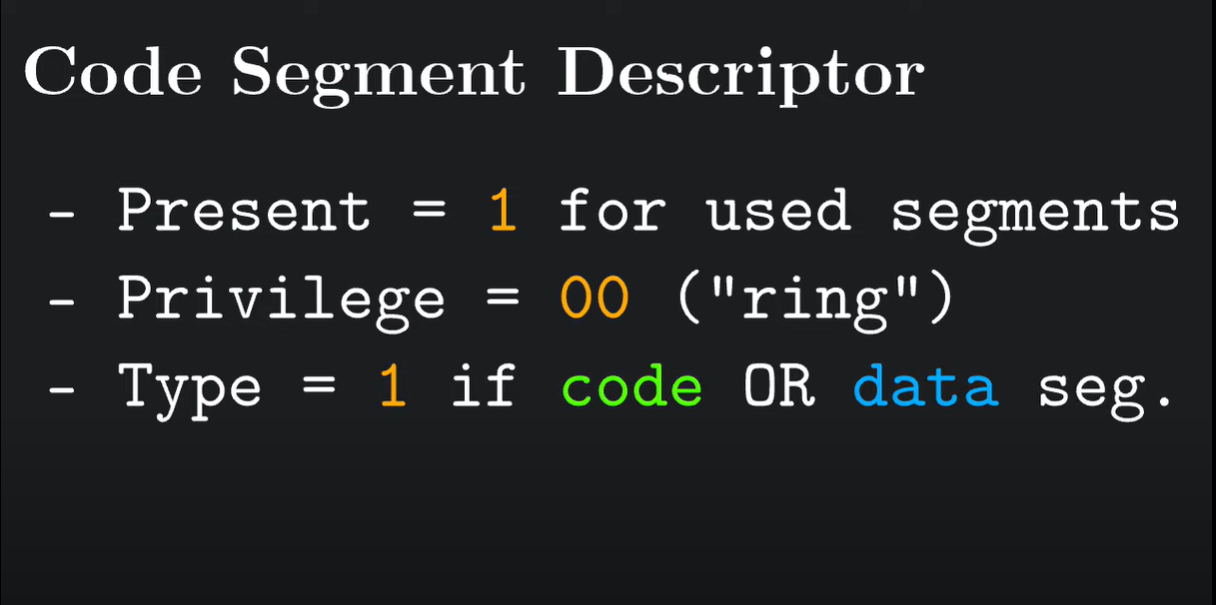 Code Segment Descriptor
- Present = 1 for used segments
- Privilege = 00 ("ring")
- Type = 1 if code OR data seg.